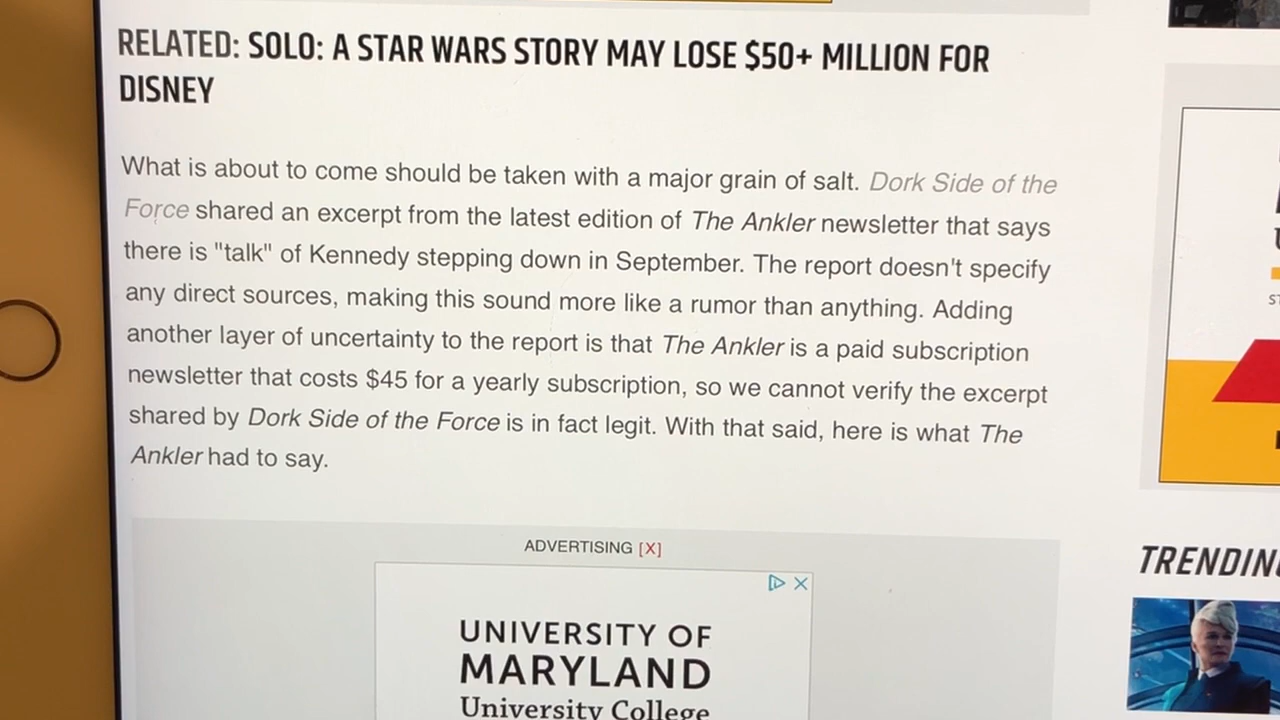 RELATED: SOLO: A STAR WARS STORY MAY LOSE $50+ MILLION FOR
DISNEY
What is about to come should be taken with a major grain of salt. Dork Side of the
Force shared an excerpt from the latest edition of The Ankler newsletter that says
there is "talk" of Kennedy stepping down in September. The report doesn't specify
any direct sources, making this sound more like a rumor than anything. Adding
another layer of uncertainty to the report is that The Ankler is a paid subscription
newsletter that costs $45 for a yearly subscription, so we cannot verify the excerpt
shared by Dork Side of the Force is in fact legit. With that said, here is what The
Ankler had to say.
ADVERTISING [X]
UNIVERSITY OF
MARYLAND
University College
TRENDING